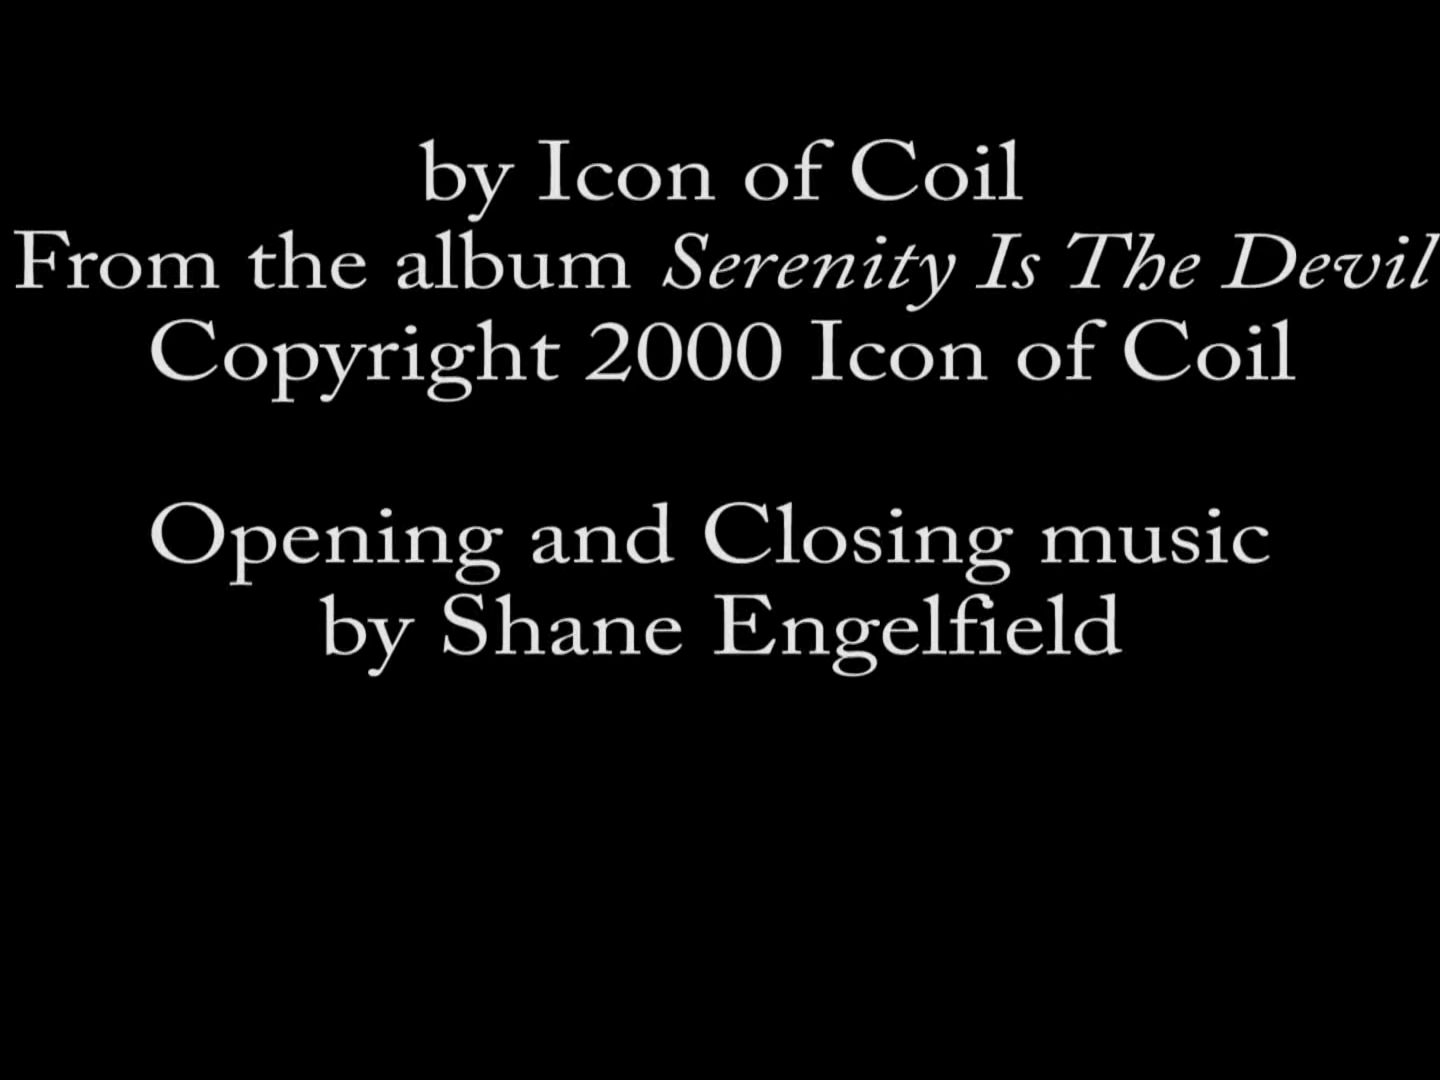 by Icon of Coil
From the album Serenity Is The Devil
Copyright 2000 Icon of Coil
Opening and Closing music
by Shane Engelfield